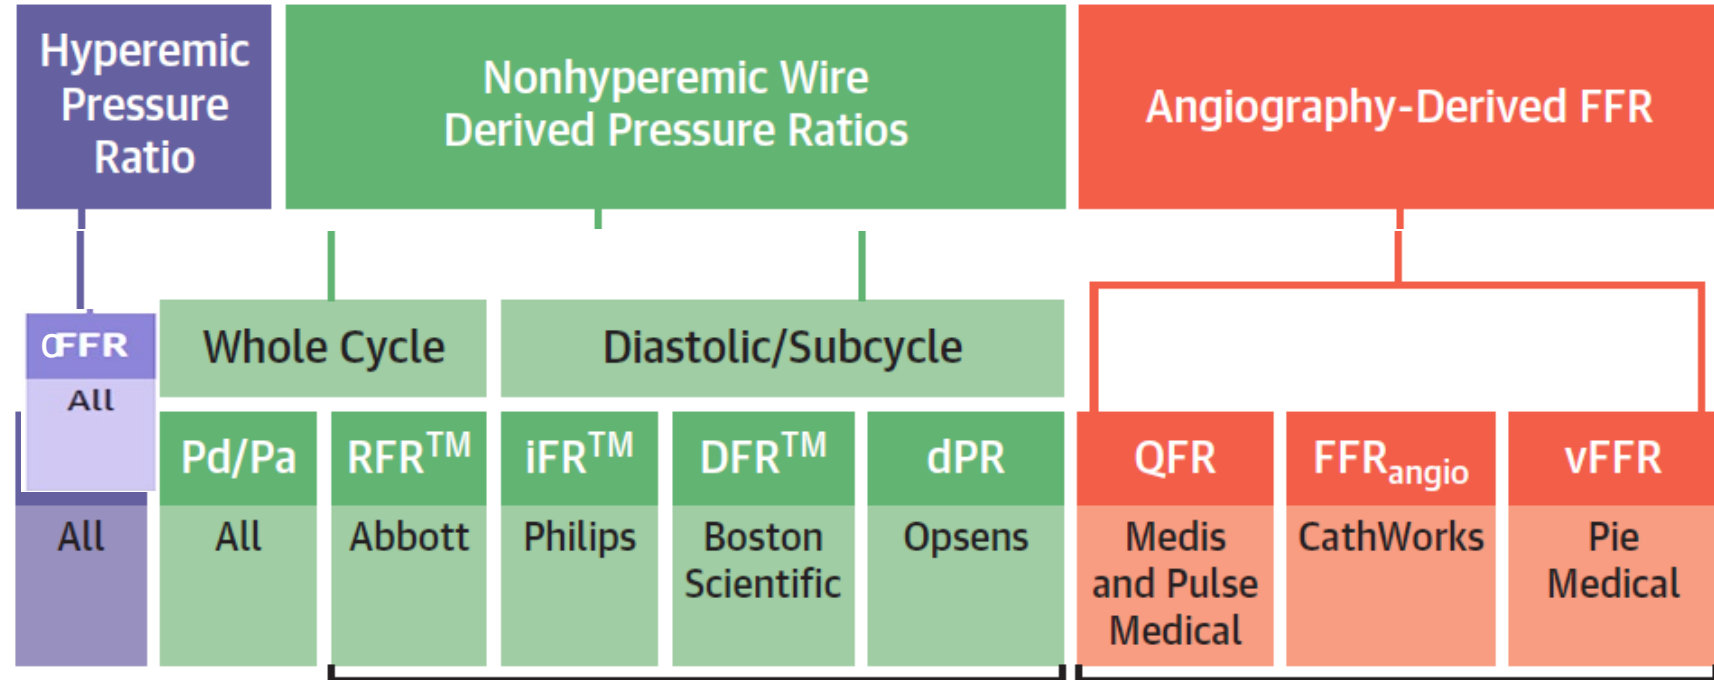 Hyperemic
Pressure
Ratio
Nonhyperemic Wire
Derived Pressure Ratios
Angiography-Derived FFR
FFR
All
Whole Cycle
Diastolic/Subcycle
All
Pd/Pa
All
RFR™
Abbott
iFR™
Philips
DFR™
Boston
Scientific
dPR
Opsens
QFR
Medis
and Pulse
Medical
FFRangio
CathWorks
vFFR
Pie
Medical